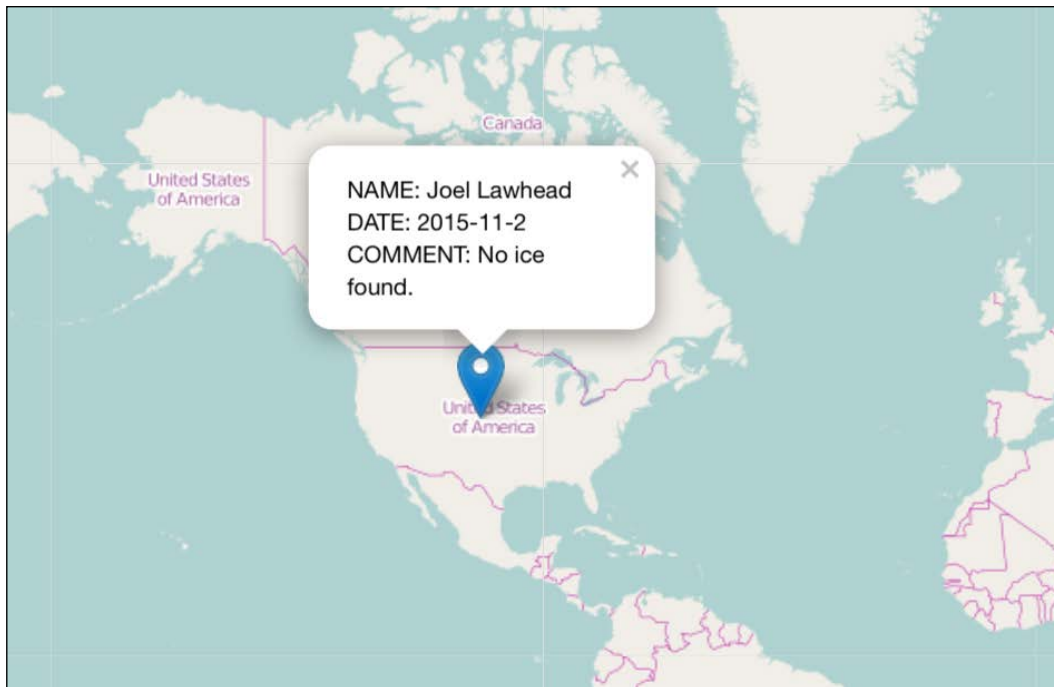 Canada
United States
of America
×
NAME: Joel Lawhead
DATE: 2015-11-2
COMMENT: No ice
found.
United States
of America